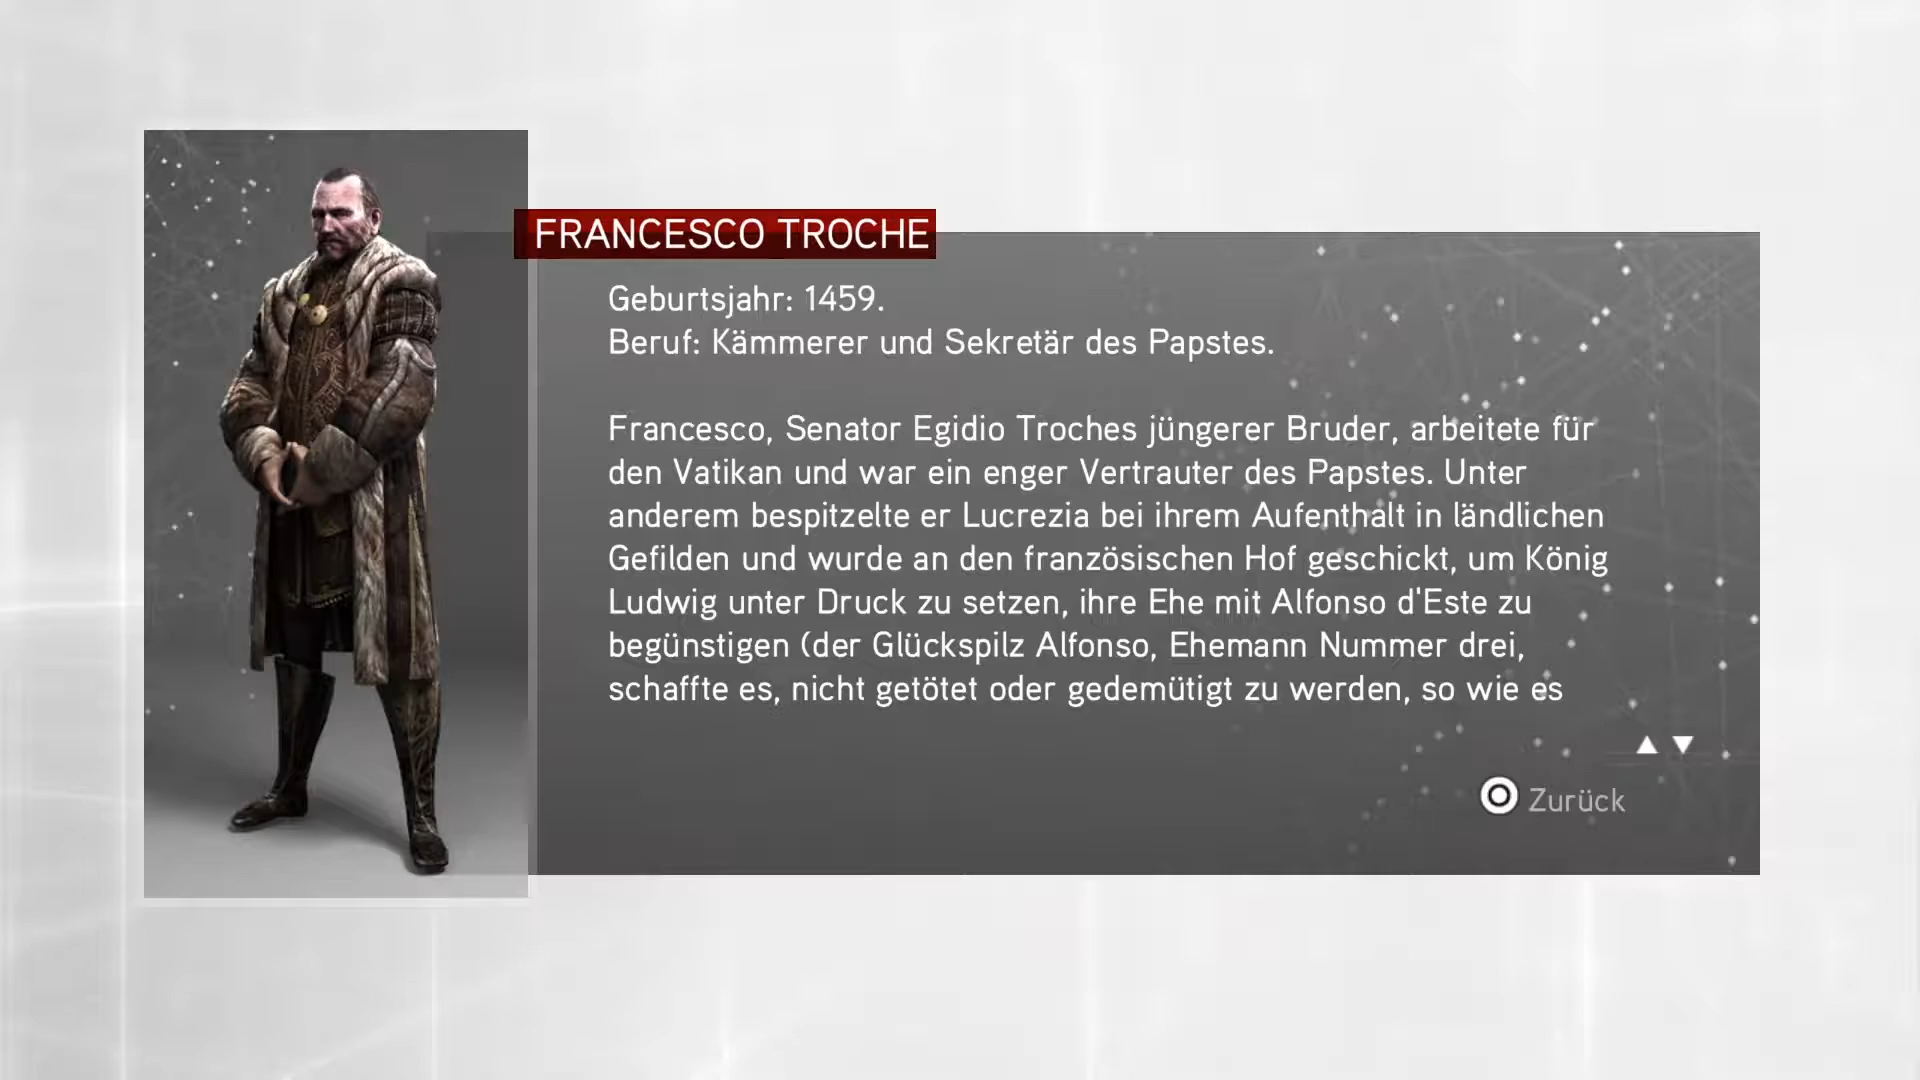 FRANCESCO TROCHE
Geburtsjahr: 1459.
Beruf: Kämmerer und Sekretär des Papstes.
Francesco, Senator Egidio Troches jüngerer Bruder, arbeitete für
den Vatikan und war ein enger Vertrauter des Papstes. Unter
anderem bespitzelte er Lucrezia bei ihrem Aufenthalt in ländlichen
Gefilden und wurde an den französischen Hof geschickt, um König
Ludwig unter Druck zu setzen, ihre Ehe mit Alfonso d'Este zu
begünstigen (der Glückspilz Alfonso, Ehemann Nummer drei,
schaffte es, nicht getötet oder gedemütigt zu werden, so wie es
Zurück